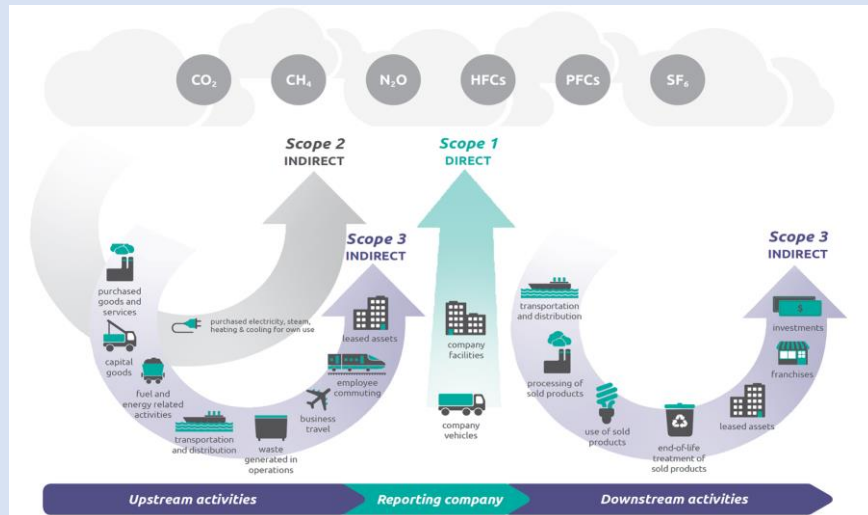 CO₂
CH₄
N₂O
HFCs
PFCs
SF₆
Scope 2
INDIRECT
Scope 1
DIRECT
Scope 3
INDIRECT
Scope 3
INDIRECT
purchased
goods and
services
capital
goods
fuel and
energy related
activities
transportation
and distribution
waste
generated in
operations
business
travel
employee
commuting
leased assets
purchased electricity, steam,
heating & cooling for own use
company
facilities
company
vehicles
transportation
and distribution
processing of
sold products
use of sold
products
end-of-life
treatment of
sold products
leased assets
franchises
$
investments
Upstream activities
Reporting company
Downstream activities